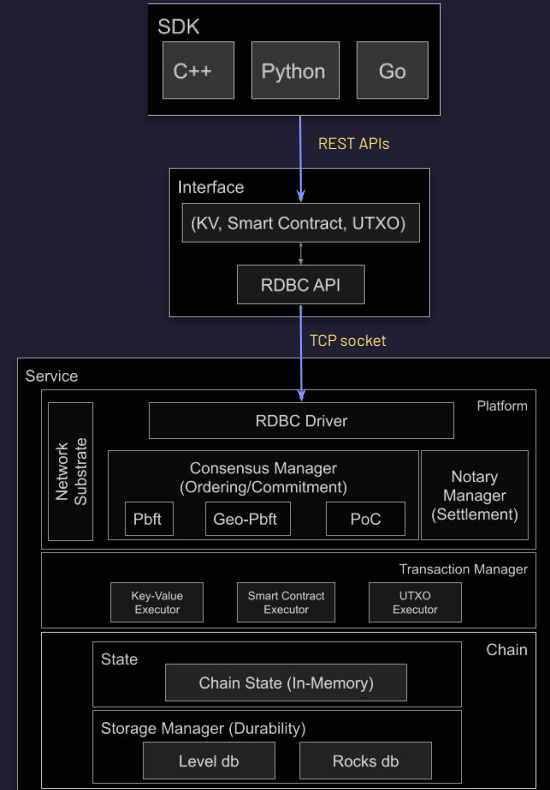 SDK
C++
Python
Go
REST APIs
Interface
(KV, Smart Contract, UTXO)
RDBC API
TCP socket
Service
Platform
Network
Substrate
RDBC Driver
Consensus Manager
(Ordering/Commitment)
Pbft
Geo-Pbft
PoC
Notary
Manager
(Settlement)
Transaction Manager
Key-Value
Executor
Smart Contract
Executor
UTXO
Executor
Chain
State
Chain State (In-Memory)
Storage Manager (Durability)
Level db
Rocks db